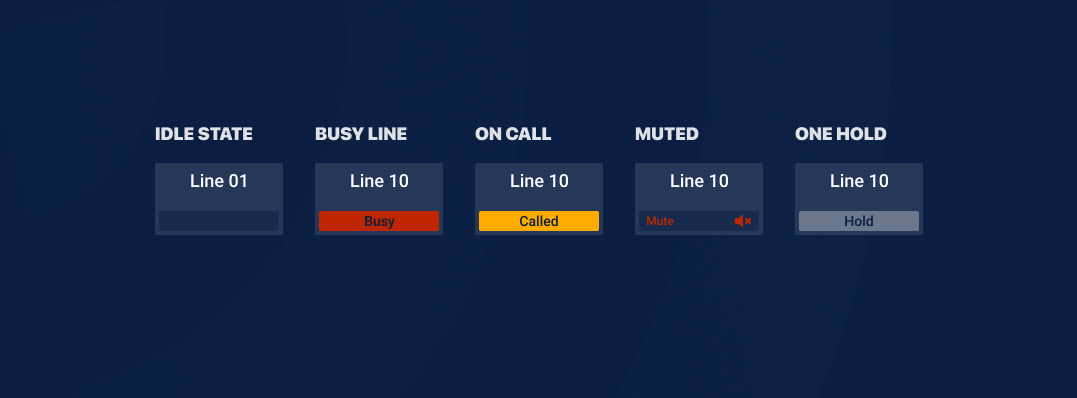 IDLE STATE
BUSY LINE
ON CALL
MUTED
ONE HOLD
Line 01
Line 10
Line 10
Line 10
Line 10
Busy
Called
Mute
Hold